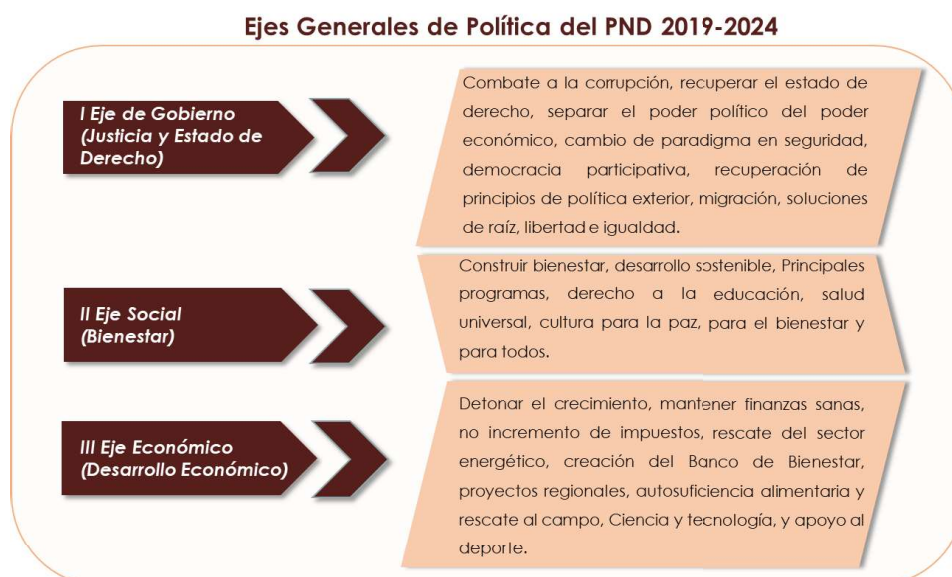 Ejes Generales de Política del PND 2019-2024
I Eje de Gobierno
(Justicia y Estado de
Derecho)
Combate a la corrupción, recuperar el estado de
derecho, separar el poder político del poder
económico, cambio de paradigma en seguridad,
democracia participativa, recuperación de
principios de política exterior, migración, soluciones
de raíz, libertad e igualdad.
II Eje Social
(Bienestar)
Construir bienestar, desarrollo sostenible, Principales
programas, derecho a la educación, salud
universal, cultura para la paz, para el bienestar y
para todos.
III Eje Económico
(Desarrollo Económico)
Detonar el crecimiento, mantener finanzas sanas,
no incremento de impuestos, rescate del sector
energético, creación del Banco de Bienestar,
proyectos regionales, autosuficiencia alimentaria y
rescate al campo, Ciencia y tecnología, y apoyo al
deporte.